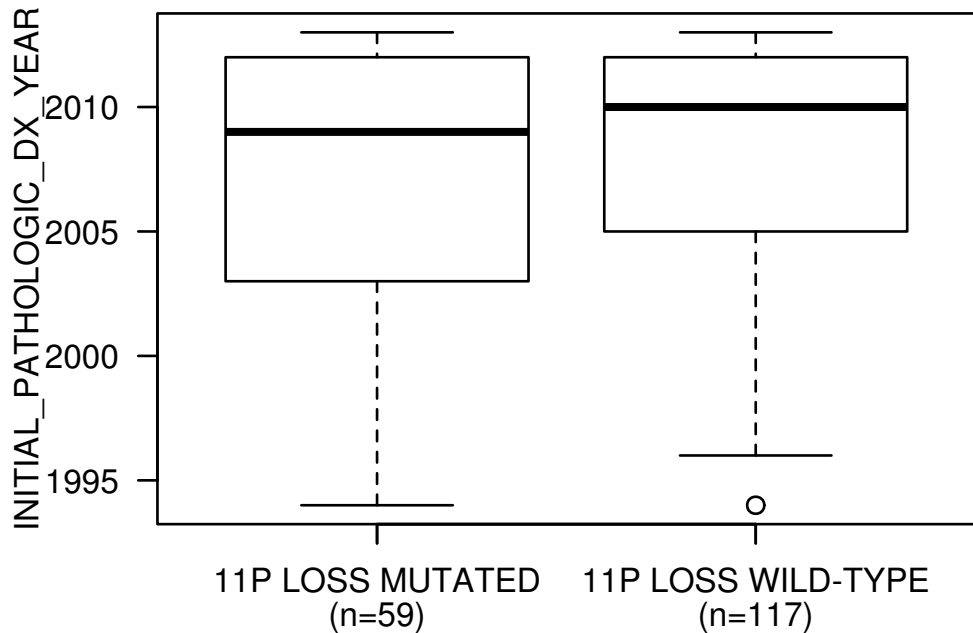 INITIAL_PATHOLOGIC_DX_YEAR
2010
2005
2000
1995
11P LOSS MUTATED
(n=59)
11P LOSS WILD-TYPE
(n=117)